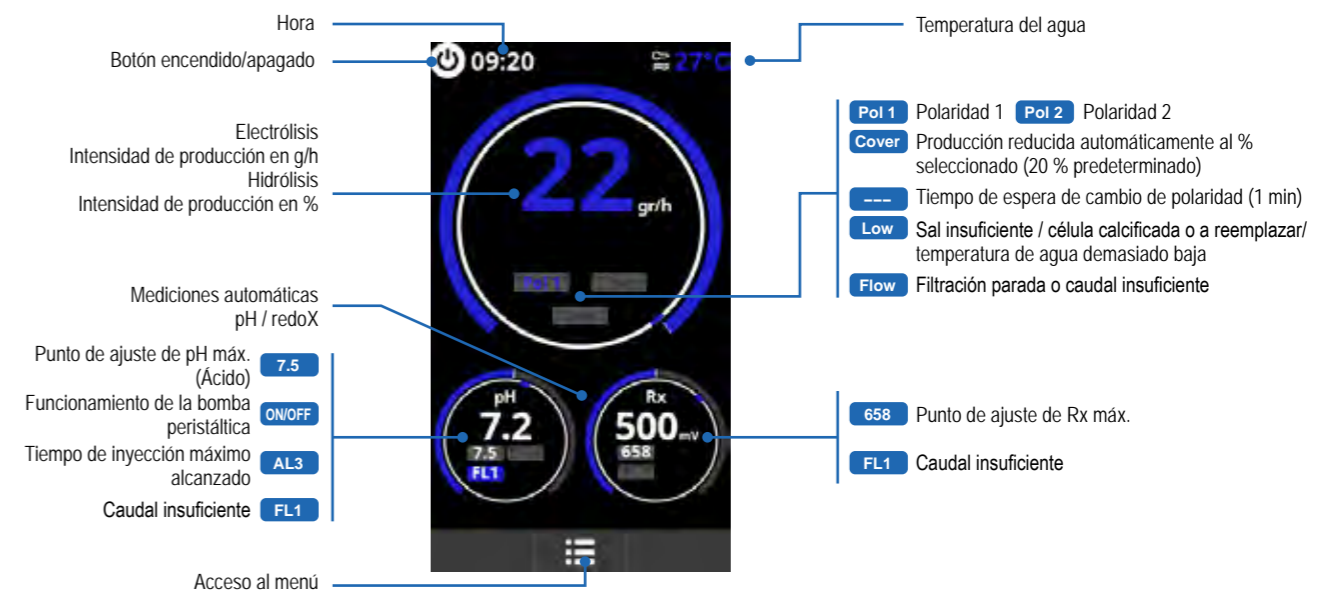 Hora
Botón encendido/apagado
Electrólisis
Intensidad de producción en g/h
Hidrólisis
Intensidad de producción en %
Mediciones automáticas
pH / redoX
Punto de ajuste de pH máx.
(Ácido)
7.5
Funcionamiento de la bomba
peristáltica
ON/OFF
Tiempo de inyección máximo
alcanzado
AL3
Caudal insuficiente FL1
Acceso al menú
09:20
27°C
22 gr/h
Pol 1
pH
7.2
7.5
FL1
Rx
500 mV
658
Temperatura del agua
Pol 1 Polaridad 1 Pol 2 Polaridad 2
Cover Producción reducida automáticamente al %
seleccionado (20 % predeterminado)
--- Tiempo de espera de cambio de polaridad (1 min)
Low Sal insuficiente / célula calcificada o a reemplazar/
temperatura de agua demasiado baja
Flow Filtración parada o caudal insuficiente
658 Punto de ajuste de Rx máx.
FL1 Caudal insuficiente